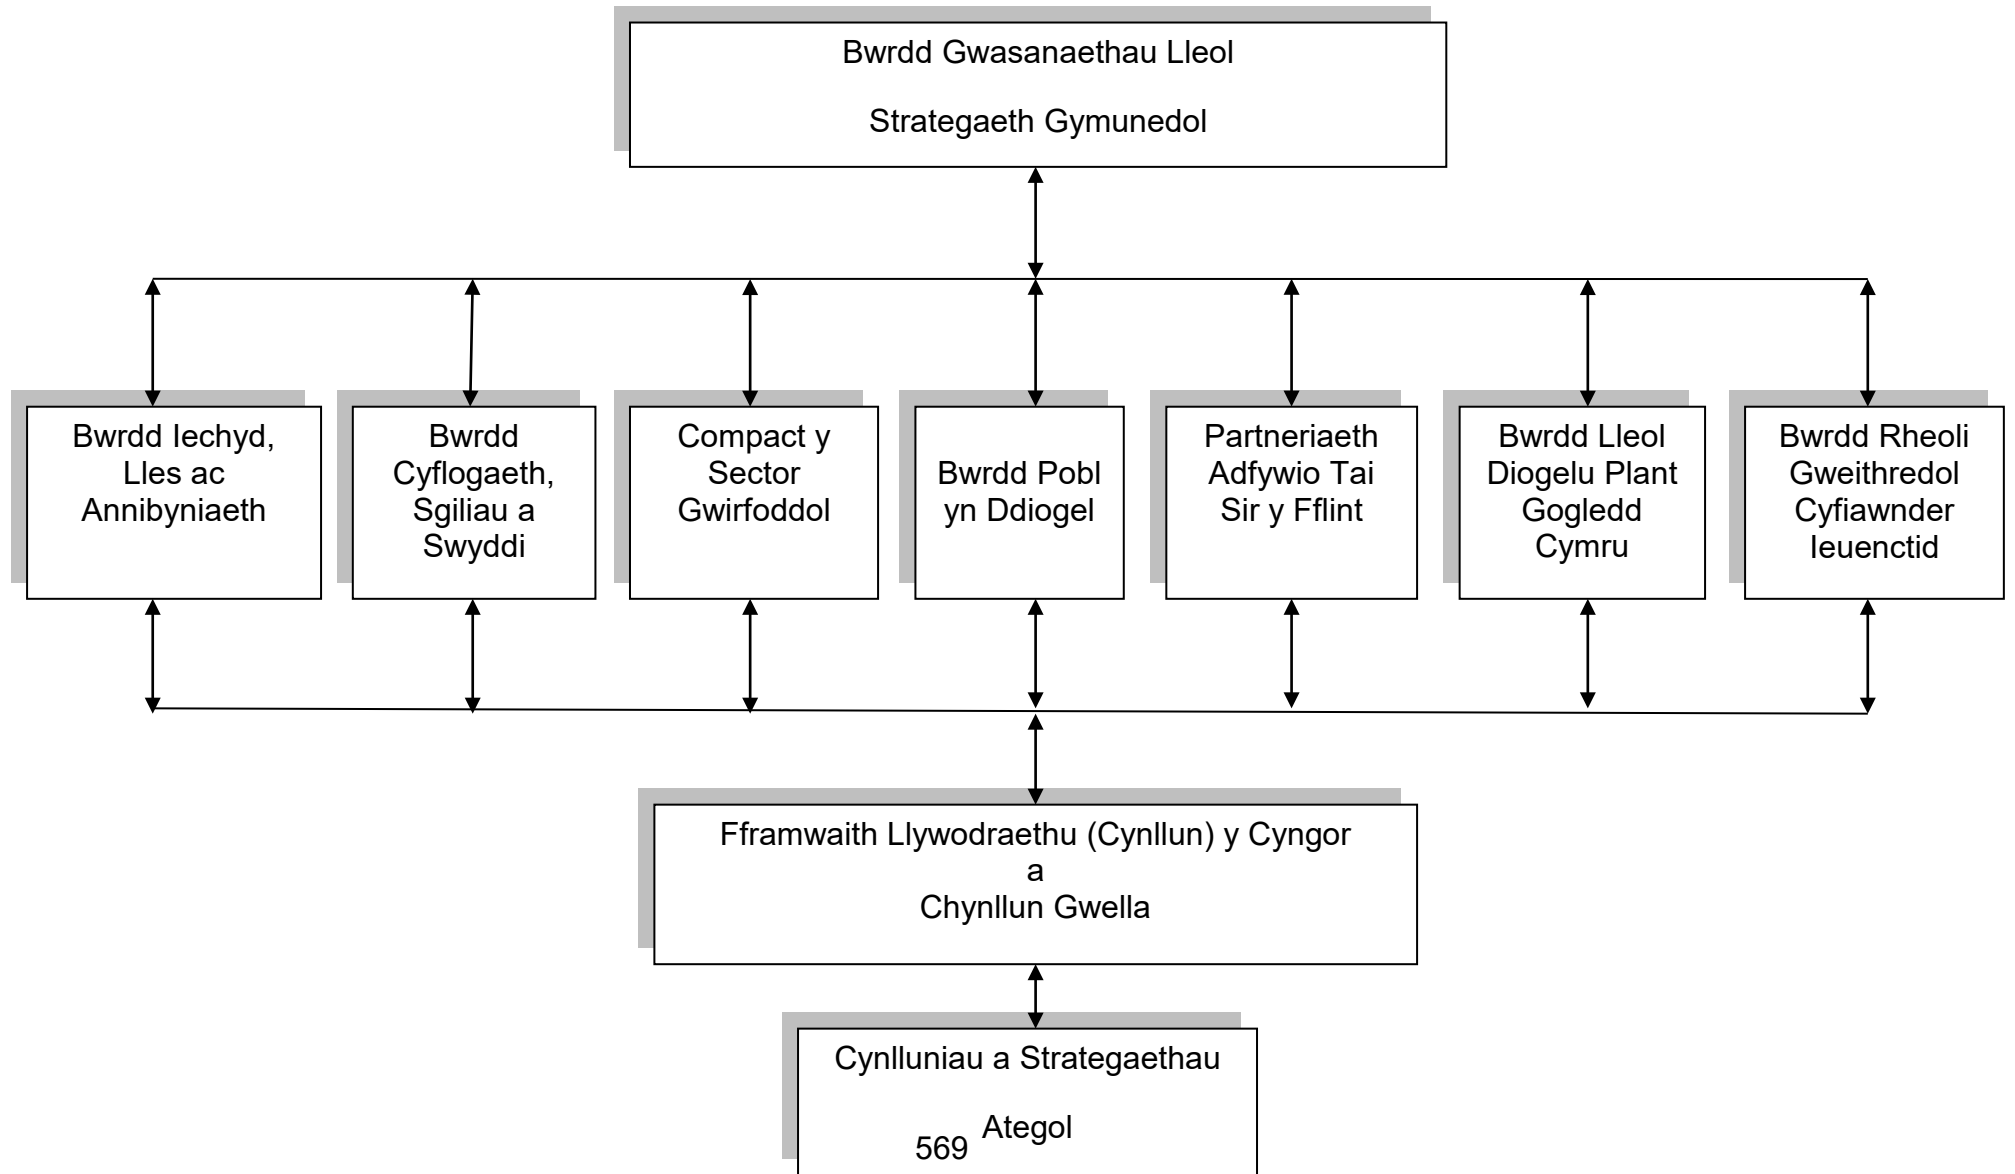 Bwrdd Gwasanaethau Lleol
Strategaeth Gymunedol
Bwrdd Iechyd,
Lles ac
Annibyniaeth
Bwrdd
Cyflogaeth,
Sgiliau a
Swyddi
Compact y
Sector
Gwirfoddol
Bwrdd Pobl
yn Ddiogel
Partneriaeth
Adfywio Tai
Sir y Fflint
Bwrdd Lleol
Diogelu Plant
Gogledd
Cymru
Bwrdd Rheoli
Gweithredol
Cyfiawnder
Ieuenctid
Fframwaith Llywodraethu (Cynllun) y Cyngor
a
Chynllun Gwella
Cynlluniau a Strategaethau
Ategol
569